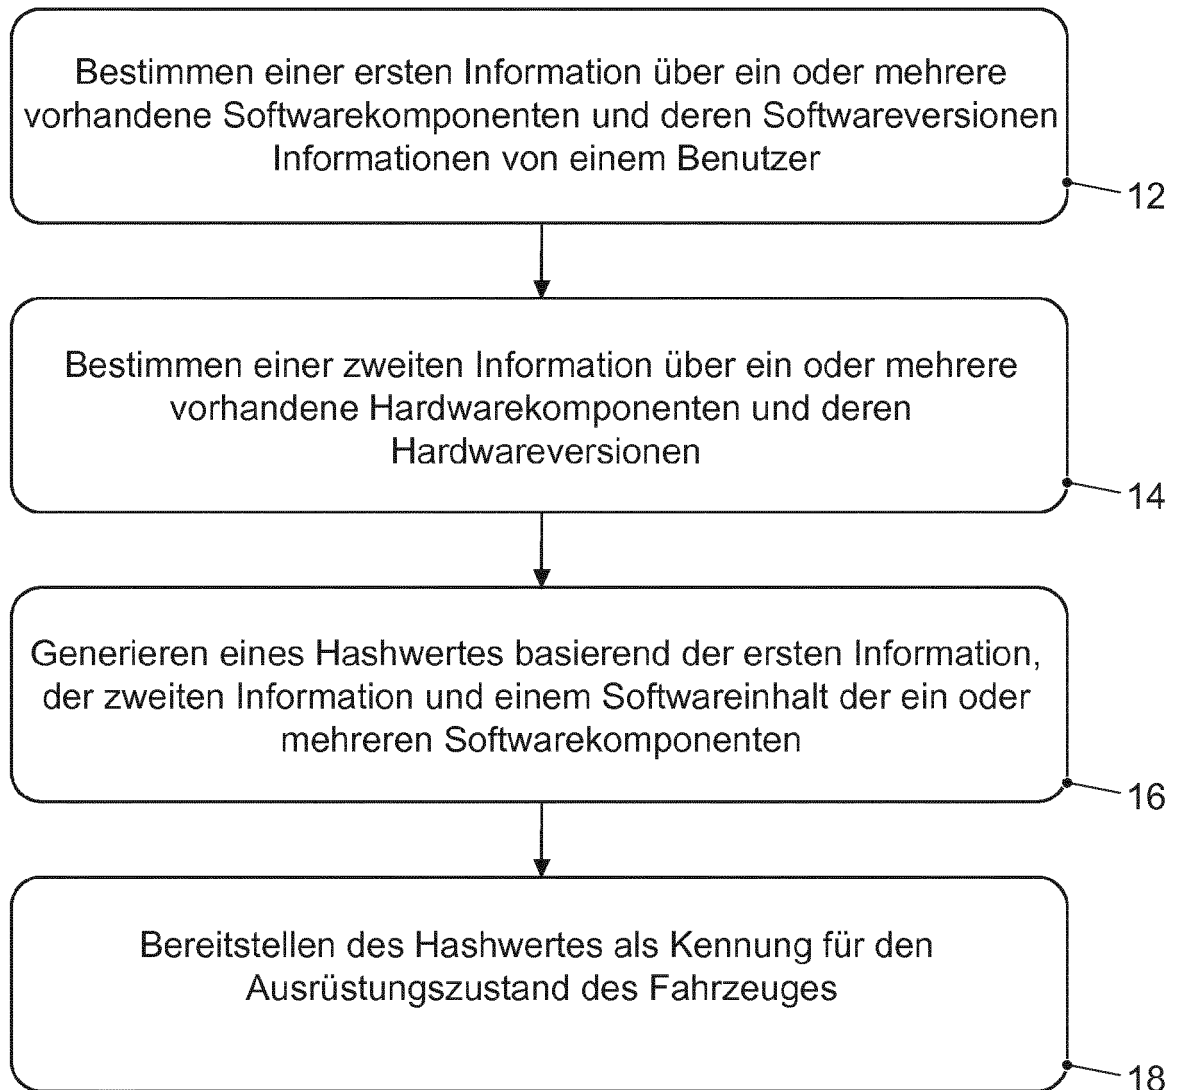 Bestimmen einer ersten Information über ein oder mehrere
vorhandene Softwarekomponenten und deren Softwareversionen
Informationen von einem Benutzer
12
Bestimmen einer zweiten Information über ein oder mehrere
vorhandene Hardwarekomponenten und deren
Hardwareversionen
14
Generieren eines Hashwertes basierend der ersten Information,
der zweiten Information und einem Softwareinhalt der ein oder
mehreren Softwarekomponenten
16
Bereitstellen des Hashwertes als Kennung für den
Ausrüstungszustand des Fahrzeuges
18